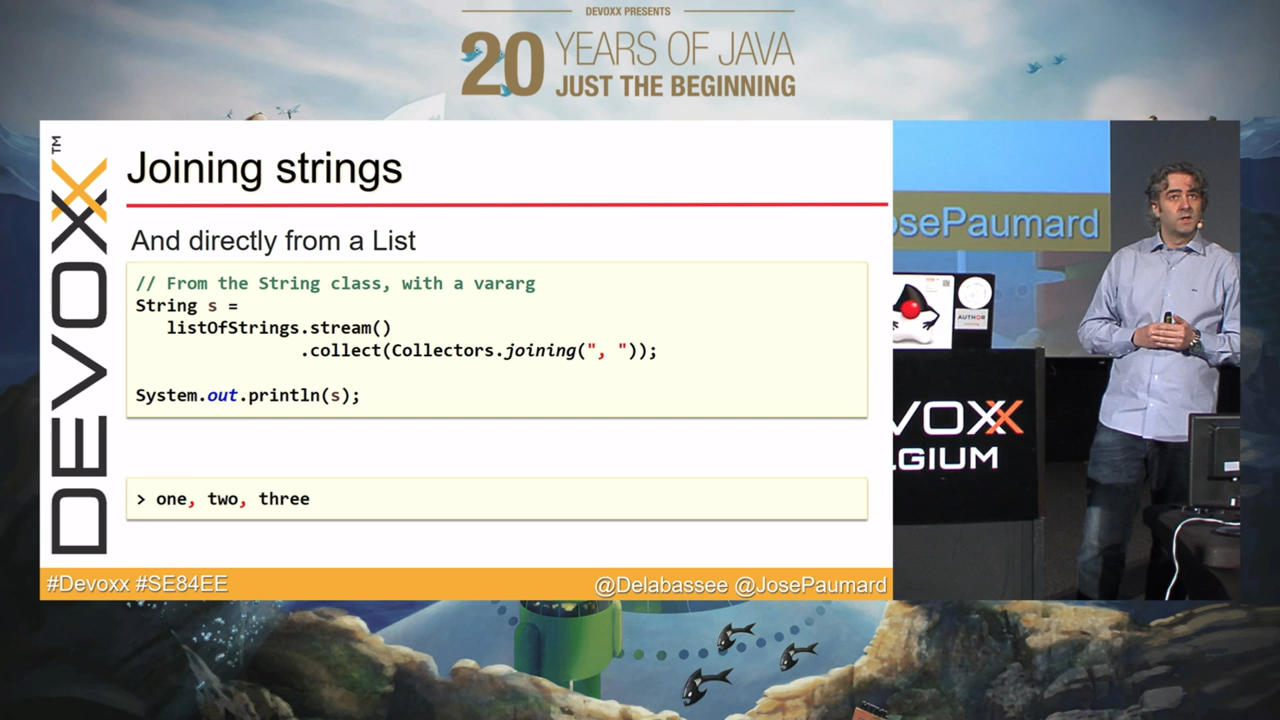 DEVOXX PRESENTS
20 YEARS OF JAVA
JUST THE BEGINNING
DEVOXX™
Joining strings
And directly from a List
// From the String class, with a vararg
String s =
listOfStrings.stream()
.collect(Collectors.joining(", "));
System.out.println(s);
> one, two, three
#Devoxx #SE84EE
@Delabassee @JosePaumard
osePaumard
AUTHOR
VOXX
GIUM